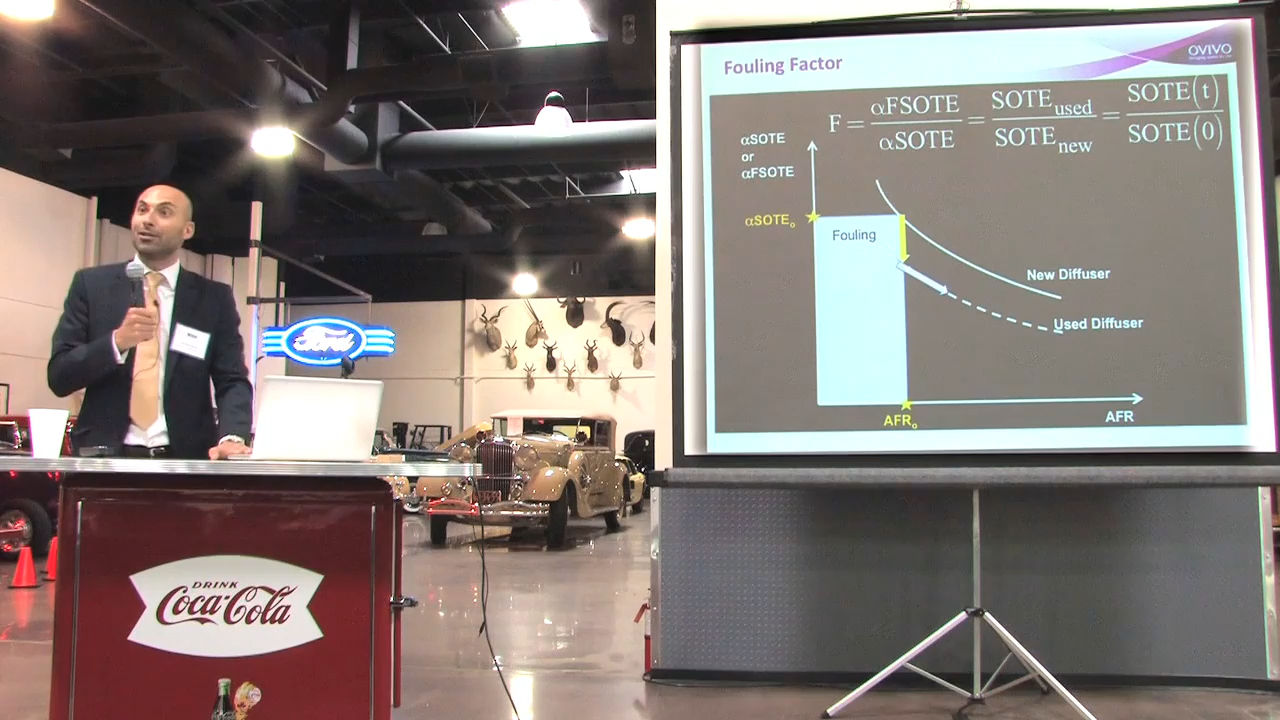 Fouling Factor
OVIVO
F = αFSOTE / αSOTE = SOTE_used / SOTE_new = SOTE(t) / SOTE(0)
αSOTE
or
αFSOTE
αSOTE₀
Fouling
New Diffuser
Used Diffuser
AFR₀
AFR
Ford
DRINK
Coca-Cola